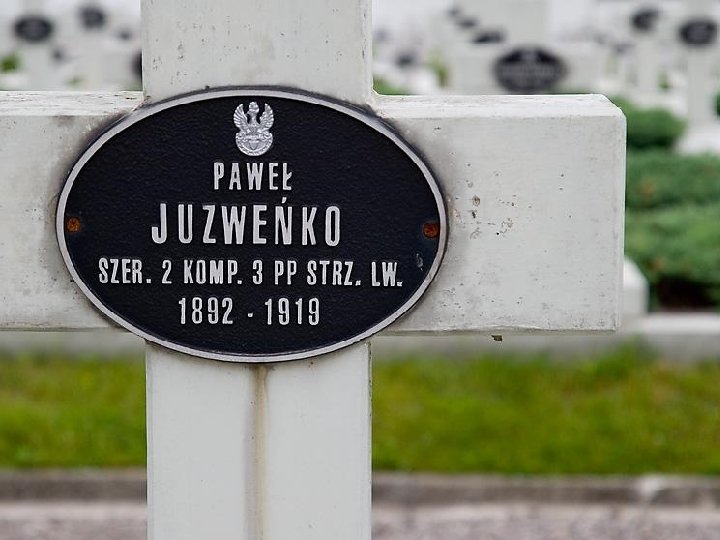 PAWEŁ
JUZWEŃKO
SZER. 2 KOMP. 3 PP STRZ. LW.
1892 - 1919